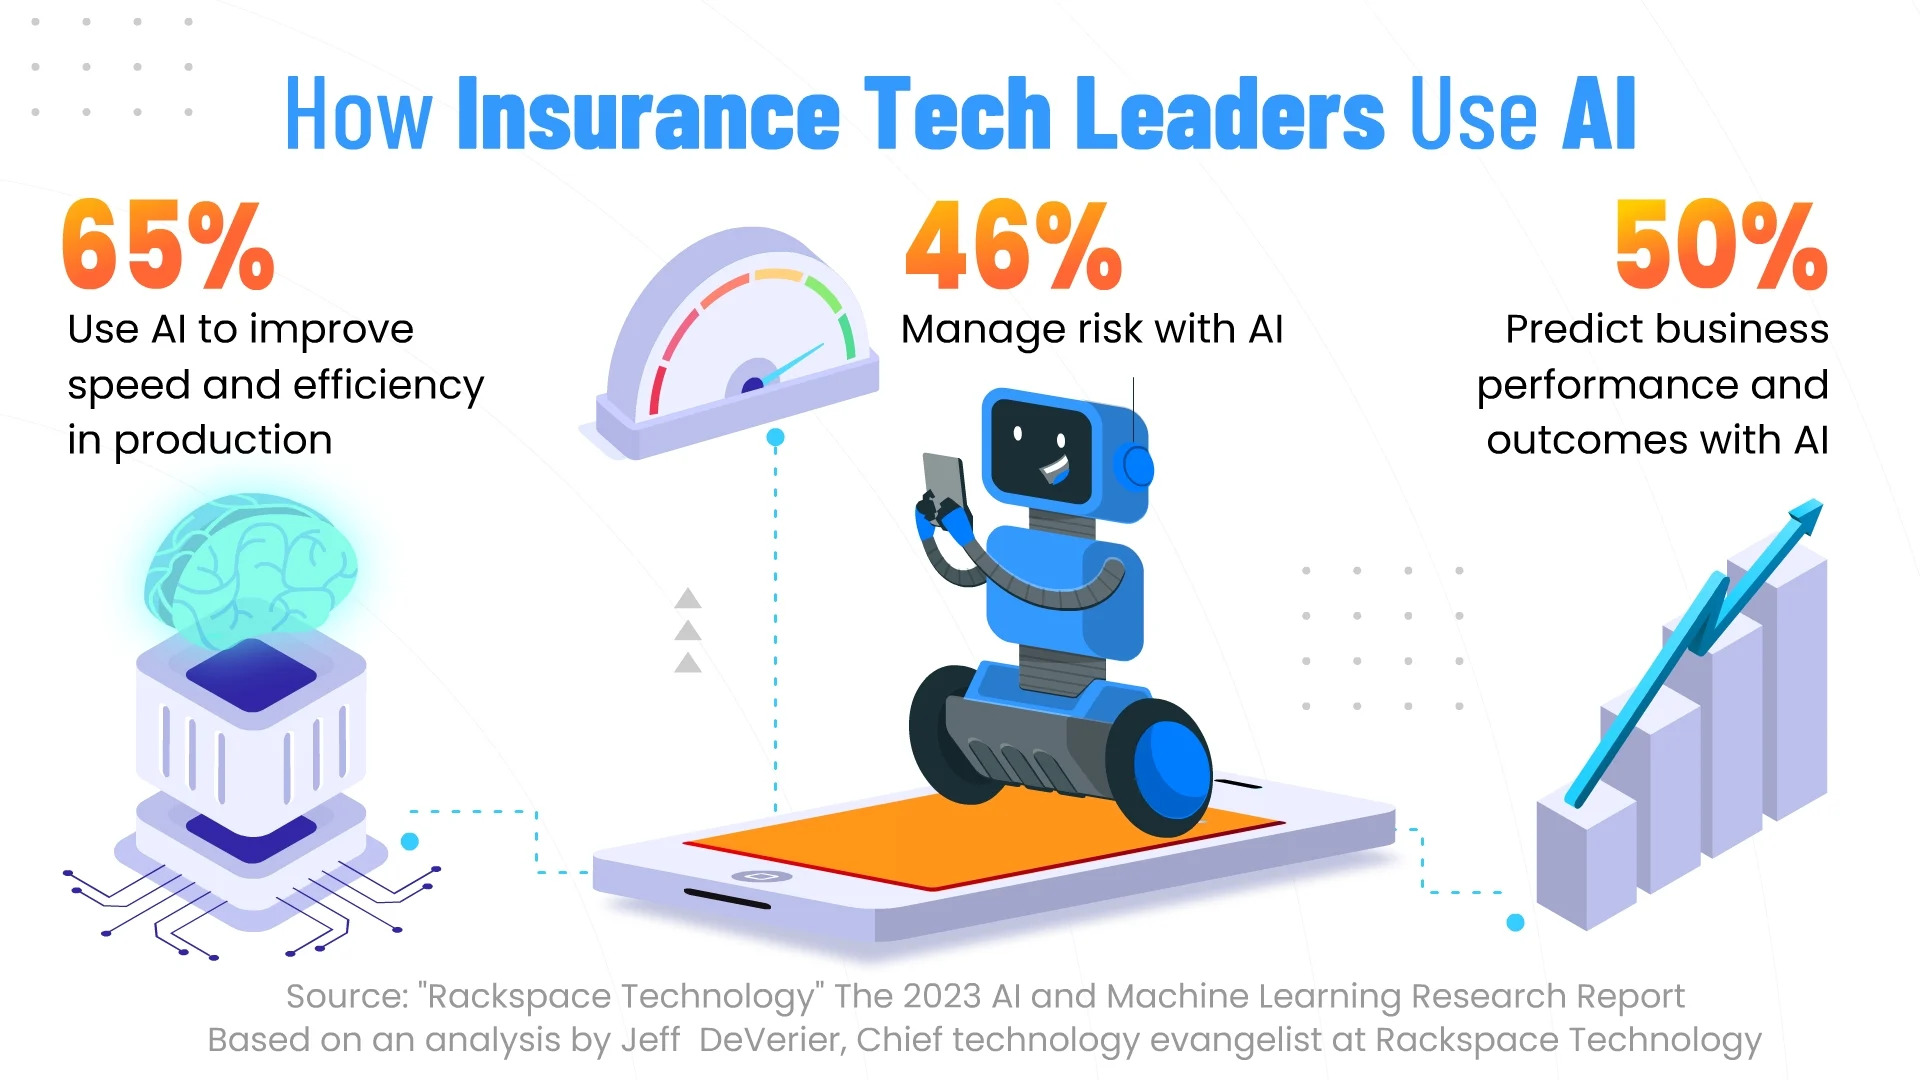 How Insurance Tech Leaders Use AI
65%
Use AI to improve
speed and efficiency
in production
46%
Manage risk with AI
50%
Predict business
performance and
outcomes with AI
Source: "Rackspace Technology" The 2023 AI and Machine Learning Research Report
Based on an analysis by Jeff  DeVerier, Chief technology evangelist at Rackspace Technology